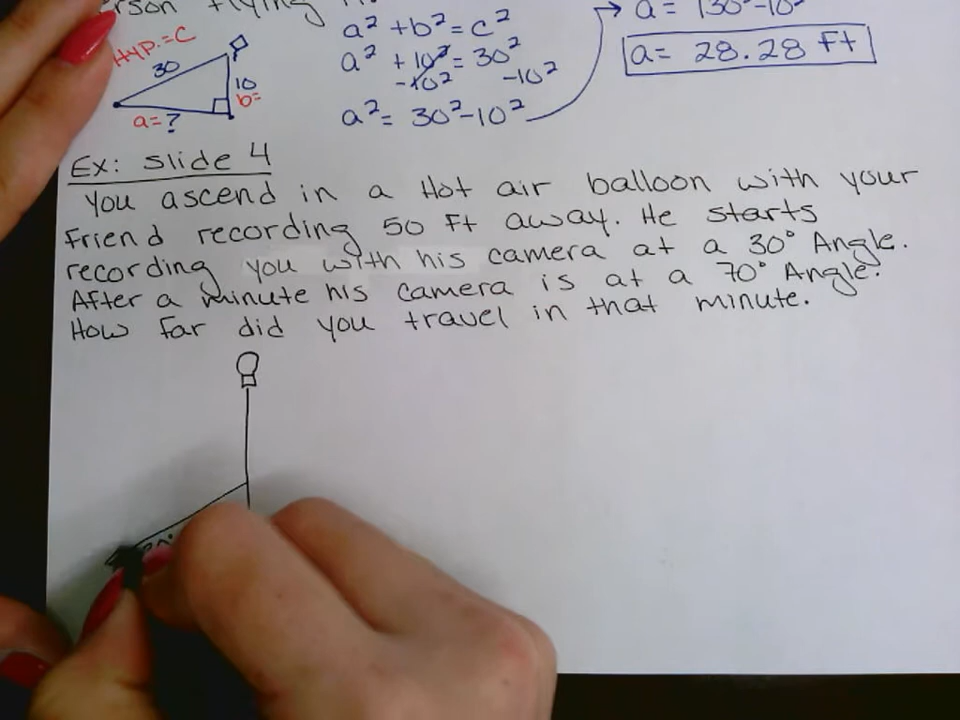 rson flying
Hyp.=C
30
10
b=
a=?
a² + b² = c²
a² + 10² = 30²
-10² -10²
a² = 30²-10²
a = √30²-10²
a= 28.28 ft
Ex: slide 4
You ascend in a Hot air balloon with your
friend recording 50 ft away. He starts
recording you with his camera at a 30° Angle.
After a minute his camera is at a 70° Angle.
How far did you travel in that minute.